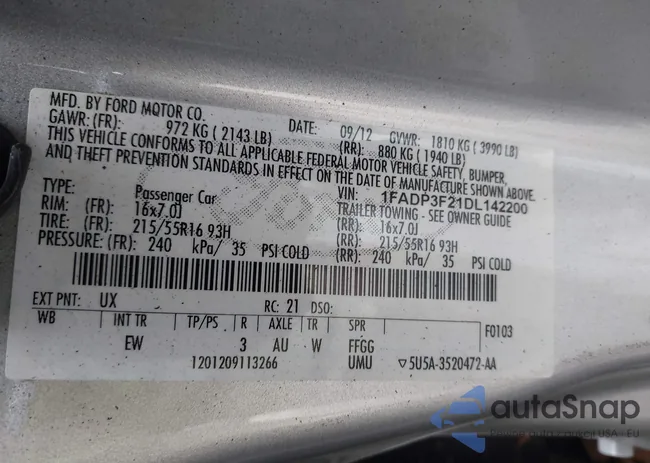 MFD. BY FORD MOTOR CO.
DATE: 09/12 GVWR: 1810 KG ( 3990 LB)
GAWR: (FR): 972 KG ( 2143 LB) (RR): 880 KG ( 1940 LB)
THIS VEHICLE CONFORMS TO ALL APPLICABLE FEDERAL MOTOR VEHICLE SAFETY, BUMPER,
AND THEFT PREVENTION STANDARDS IN EFFECT ON THE DATE OF MANUFACTURE SHOWN ABOVE.
VIN: 1FADP3F21DL142200
TYPE: Passenger Car TRAILER TOWING - SEE OWNER GUIDE
RIM: (FR) 16x7.0J (RR): 16x7.0J
TIRE: (FR) 215/55R16 93H (RR): 215/55R16 93H
PRESSURE: (FR) 240 kPa/ 35 PSI COLD (RR): 240 kPa/ 35 PSI COLD
EXT PNT: UX RC: 21 DSO:
WB INT TR TP/PS R AXLE TR SPR F0103
EW 3 AU W FFGG
1201209113266 UMU ▽5U5A-3520472-AA
autaSnap